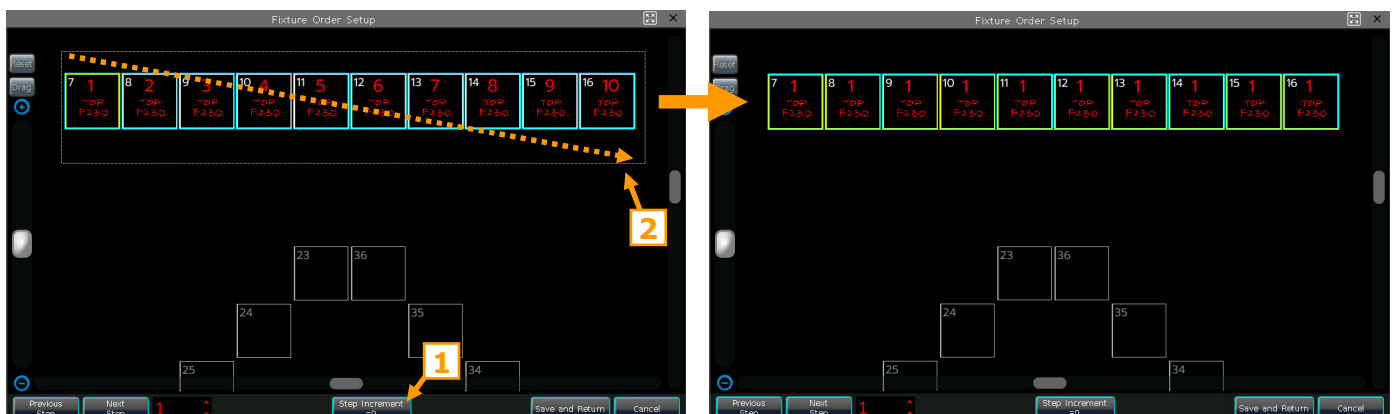 Fixture Order Setup
Reset
Drag
7 1 TOP F230
8 2 TOP F230
9 3 TOP F230
10 4 TOP F230
11 5 TOP F230
12 6 TOP F230
13 7 TOP F230
14 8 TOP F230
15 9 TOP F230
16 10 TOP F230
2
23
36
24
35
25
34
1
Previous Step
Next Step
1
Step Increment
=0
Save and Return
Cancel
Fixture Order Setup
Reset
7 1 TOP F230
8 1 TOP F230
9 1 TOP F230
10 1 TOP F230
11 1 TOP F230
12 1 TOP F230
13 1 TOP F230
14 1 TOP F230
15 1 TOP F230
16 1 TOP F230
23
36
24
35
25
34
Previous Step
Next Step
1
Step Increment
=0
Save and Return
Cancel